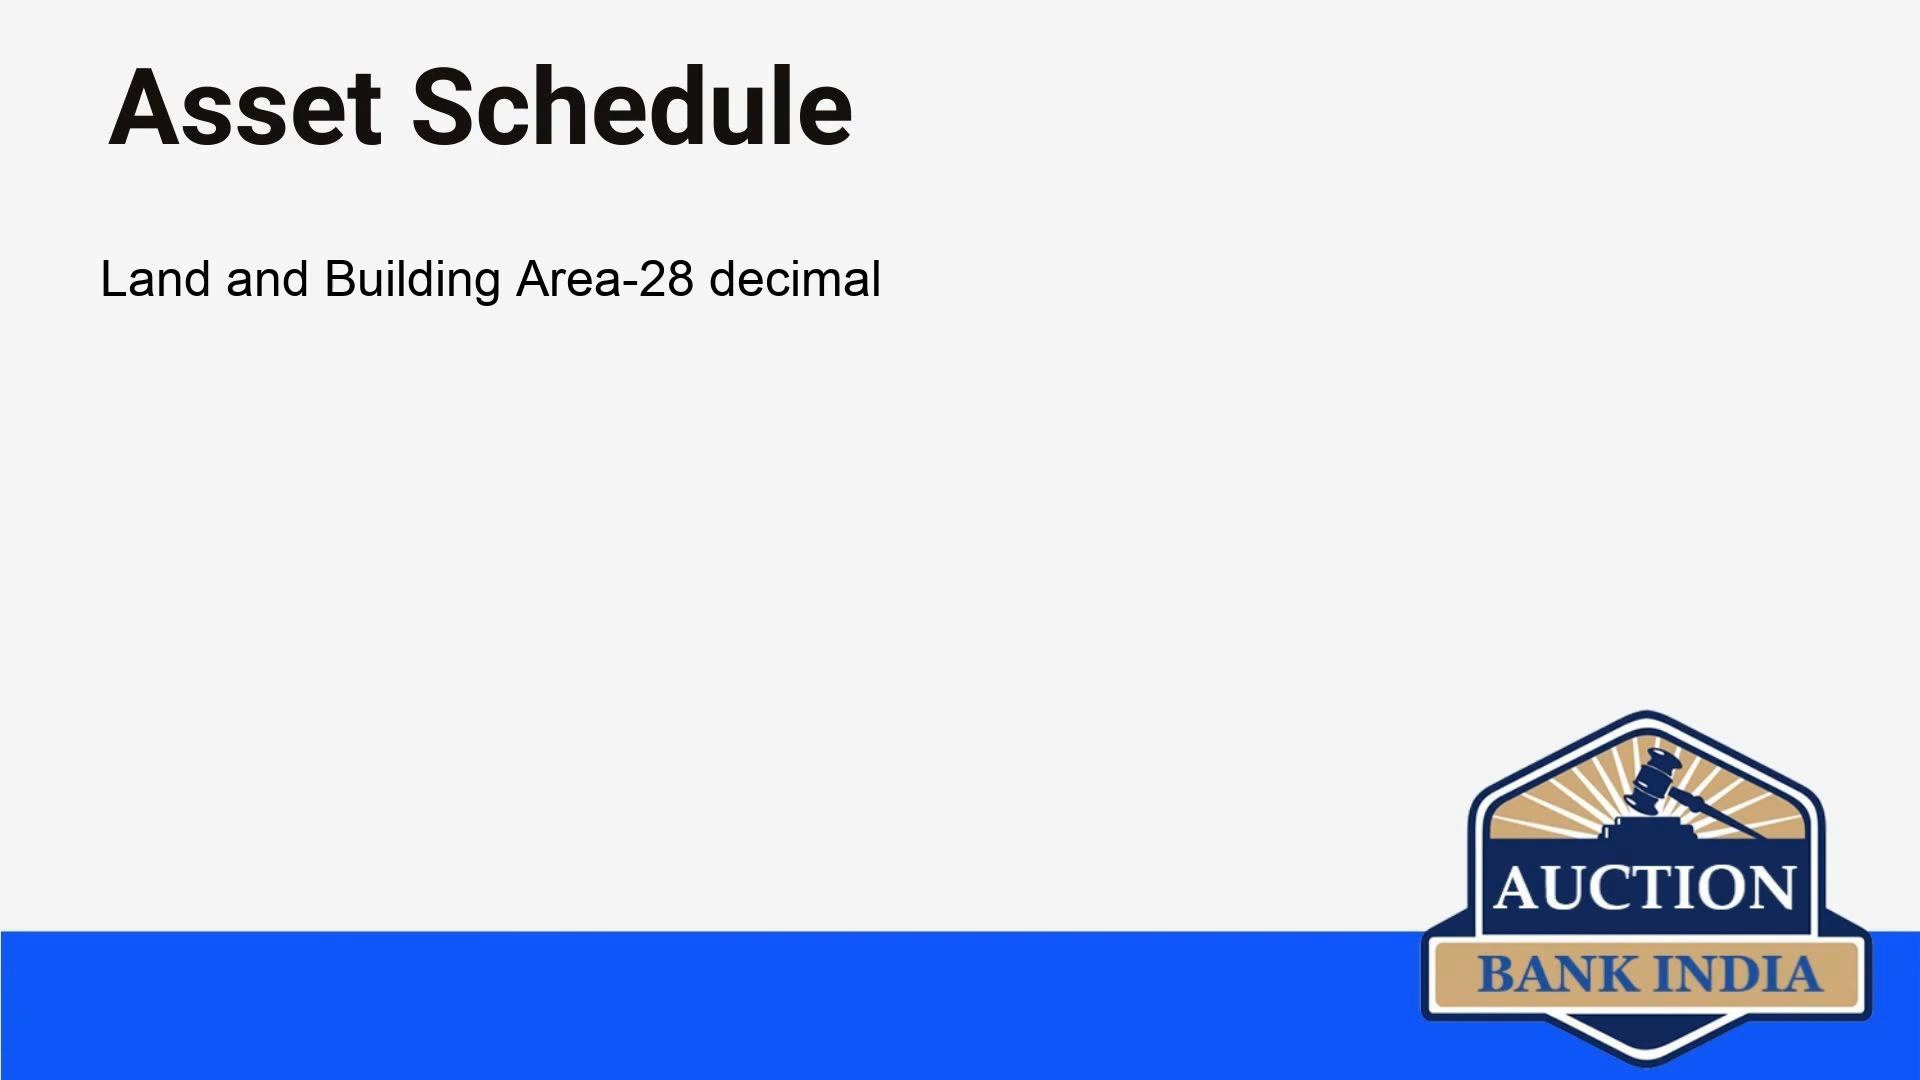 Asset Schedule
Land and Building Area-28 decimal
AUCTION
BANK INDIA